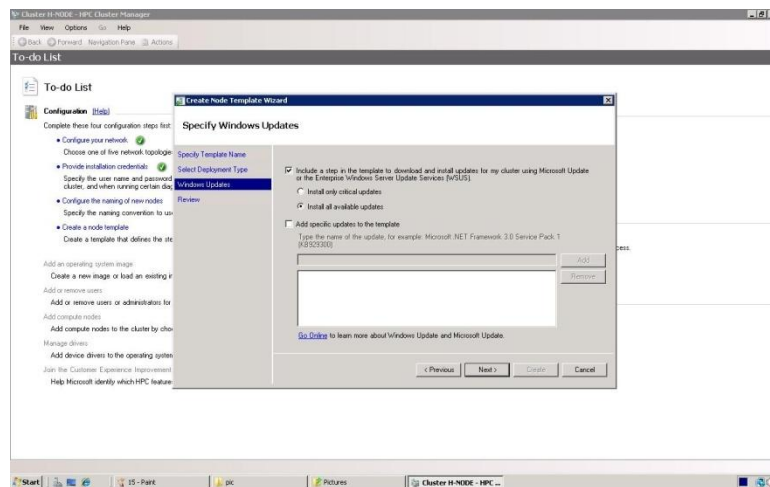 Cluster H-NODE - HPC Cluster Manager
File View Options Go Help
Back Forward Navigation Pane Actions
To-do List
To-do List
Configuration [Help]
Complete these four configuration steps first
Configure your network.
Choose one of five network topologie
Provide installation credentials
Specify the user name and password
cluster, and when running certain diag
Configure the naming of new nodes
Specify the naming convention to us
Create a node template
Create a template that defines the ste
Add an operating system image
Create a new image or load an existing ir
Add or remove users
Add or remove users or administrators for
Add compute nodes
Add compute nodes to the cluster by cho
Manage drivers
Add device drivers to the operating system
Join the Customer Experience Improvement
Help Microsoft identify which HPC feature
Create Node Template Wizard
Specify Windows Updates
Specify Template Name
Select Deployment Type
Windows Updates
Review
Include a step in the template to download and install updates for my cluster using Microsoft Update
or the Enterprise Windows Server Update Services (WSUS).
Install only critical updates
Install all available updates
Add specific updates to the template
Type the name of the update, for example: Microsoft .NET Framework 3.0 Service Pack 1
(KB929300)
Add
Remove
Go Online to learn more about Windows Update and Microsoft Update.
< Previous Next > Create Cancel
Start 15 - Paint pic Pictures Cluster H-NODE - HPC ...